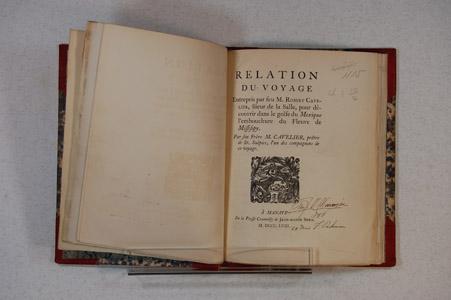 RELATION
DU VOYAGE
Entrepris par feu M. ROBERT CAVE-
LIER, sieur de la Salle, pour dé-
couvrir dans le golfe du Mexique
l'embouchure du Fleuve de
Missisipy.
Par son Frère M. CAVELIER, prêtre
de St. Sulpice, l'un des compagnons de
ce voyage.
À MANATE
De la Presse Cramoisy de JEAN-MARIE SHEA.
M. DCCC. LVIII.
1115